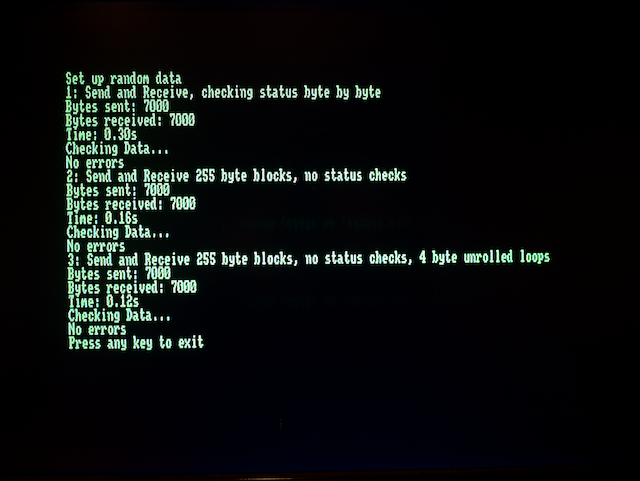 Set up random data
1: Send and Receive, checking status byte by byte
Bytes sent: 7000
Bytes received: 7000
Time: 0.30s
Checking Data...
No errors
2: Send and Receive 255 byte blocks, no status checks
Bytes sent: 7000
Bytes received: 7000
Time: 0.16s
Checking Data...
No errors
3: Send and Receive 255 byte blocks, no status checks, 4 byte unrolled loops
Bytes sent: 7000
Bytes received: 7000
Time: 0.12s
Checking Data...
No errors
Press any key to exit